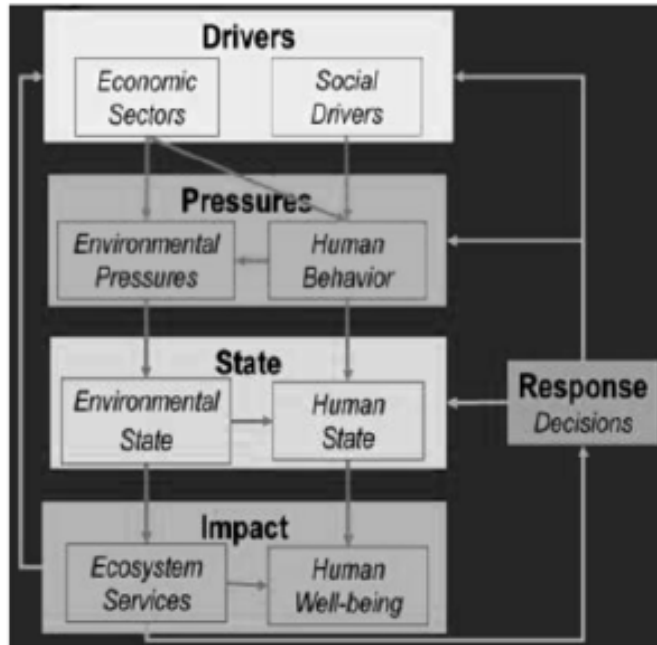 Drivers
Economic
Sectors
Social
Drivers
Pressures
Environmental
Pressures
Human
Behavior
State
Environmental
State
Human
State
Response
Decisions
Impact
Ecosystem
Services
Human
Well-being